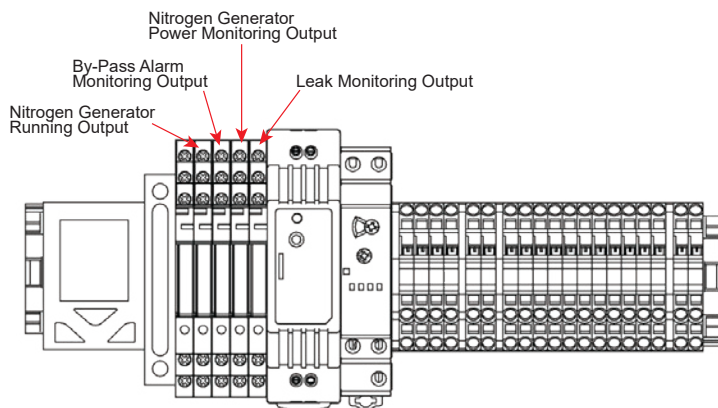 Nitrogen Generator
Power Monitoring Output
By-Pass Alarm
Monitoring Output
Leak Monitoring Output
Nitrogen Generator
Running Output